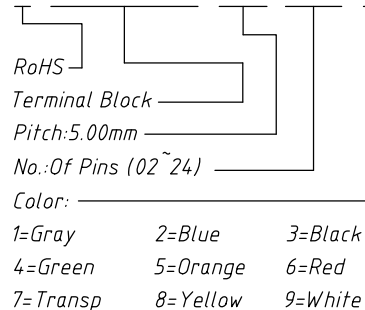 RoHS
Terminal Block
Pitch:5.00mm
No.:Of Pins (02~24)
Color:
1=Gray 2=Blue 3=Black
4=Green 5=Orange 6=Red
7=Transp 8=Yellow 9=White